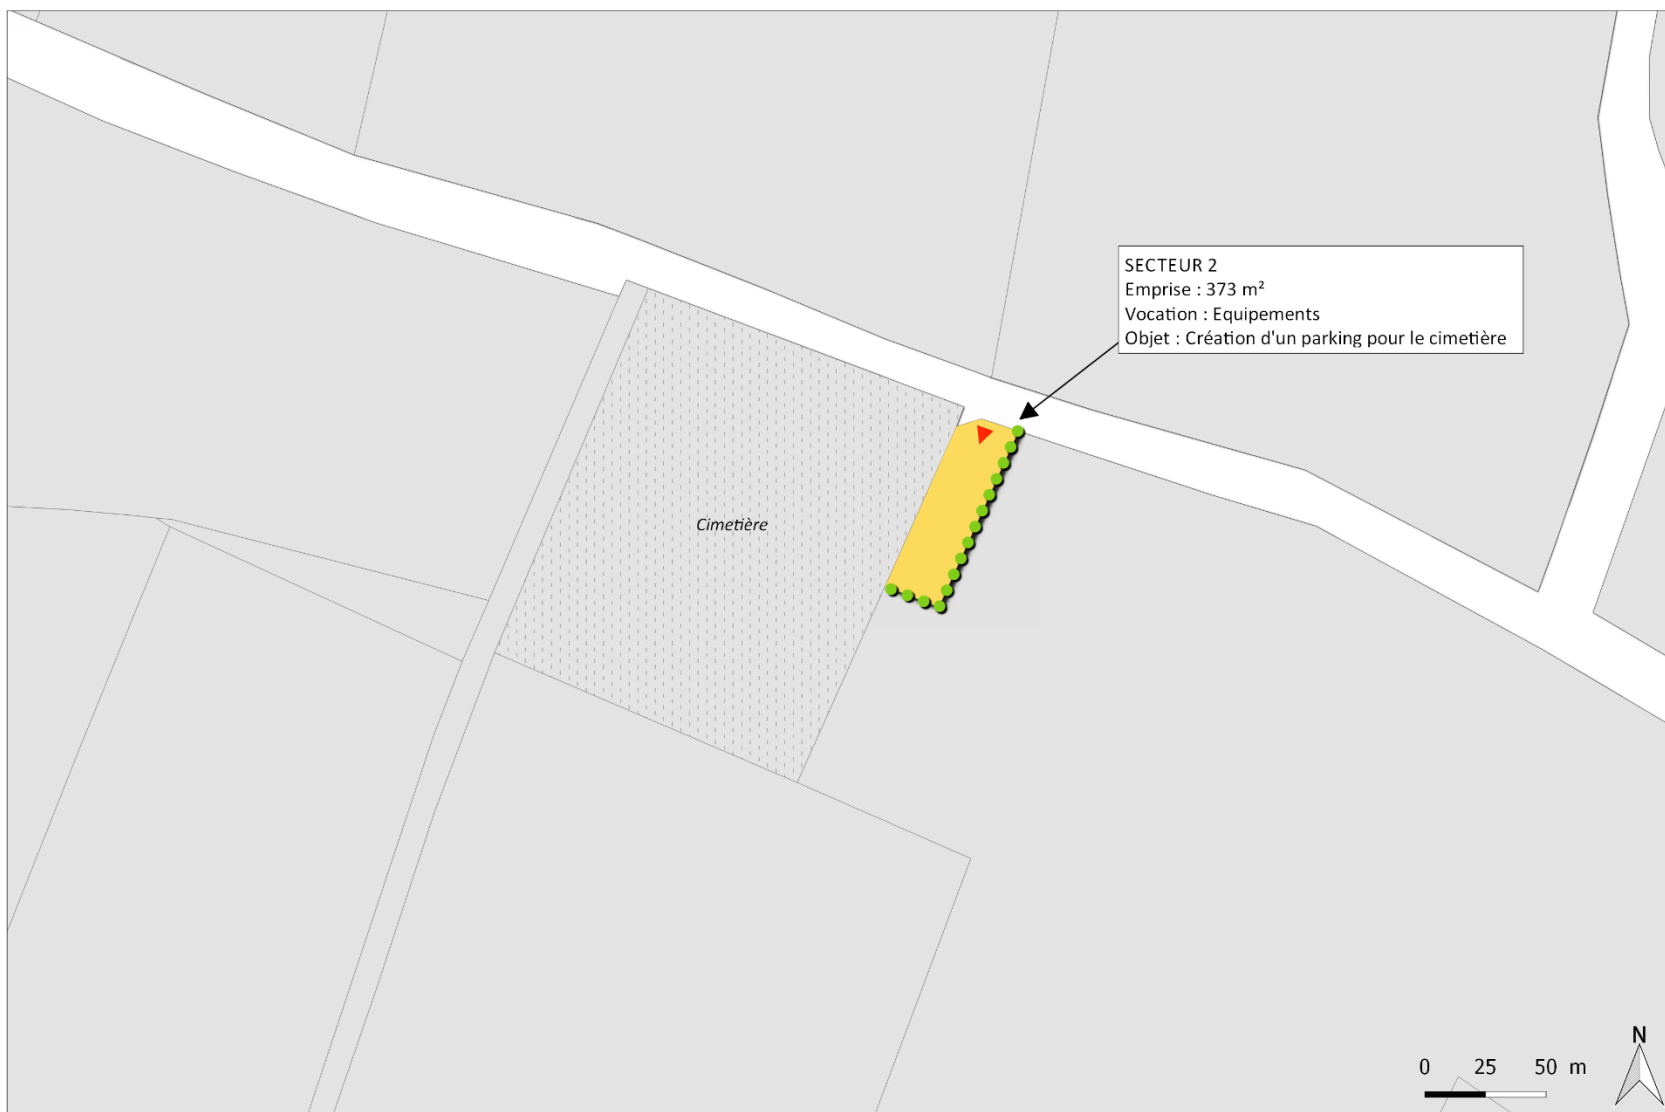 SECTEUR 2
Emprise : 373 m²
Vocation : Equipements
Objet : Création d'un parking pour le cimetière
Cimetière
N
0 25 50 m